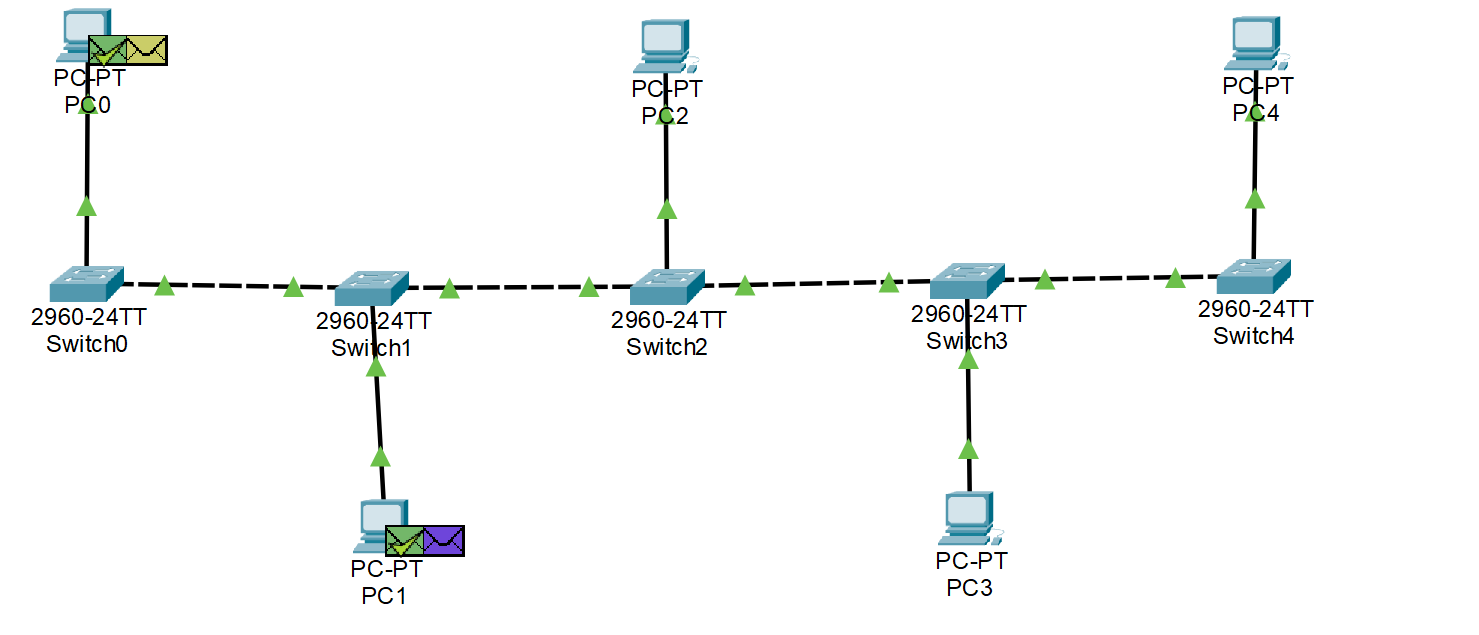 PC-PT
PC0
PC-PT
PC2
PC-PT
PC4
2960-24TT
Switch0
2960-24TT
Switch1
2960-24TT
Switch2
2960-24TT
Switch3
2960-24TT
Switch4
PC-PT
PC1
PC-PT
PC3